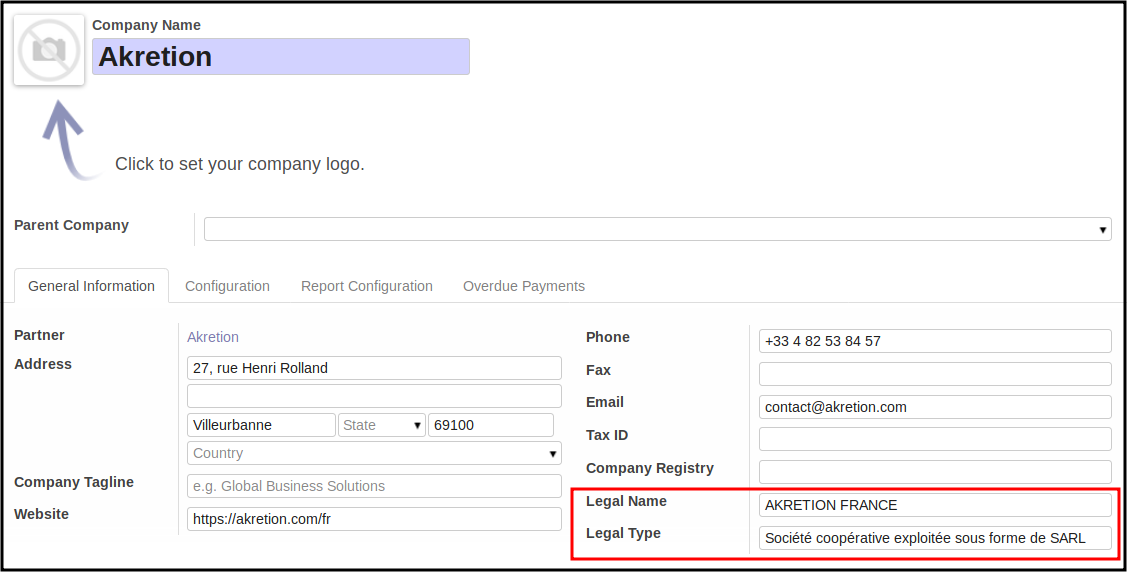 Company Name
Akretion
Click to set your company logo.
Parent Company
General Information Configuration Report Configuration Overdue Payments
Partner Akretion
Address 27, rue Henri Rolland
Villeurbanne State 69100
Country
Company Tagline e.g. Global Business Solutions
Website https://akretion.com/fr
Phone +33 4 82 53 84 57
Fax
Email contact@akretion.com
Tax ID
Company Registry
Legal Name AKRETION FRANCE
Legal Type Société coopérative exploitée sous forme de SARL